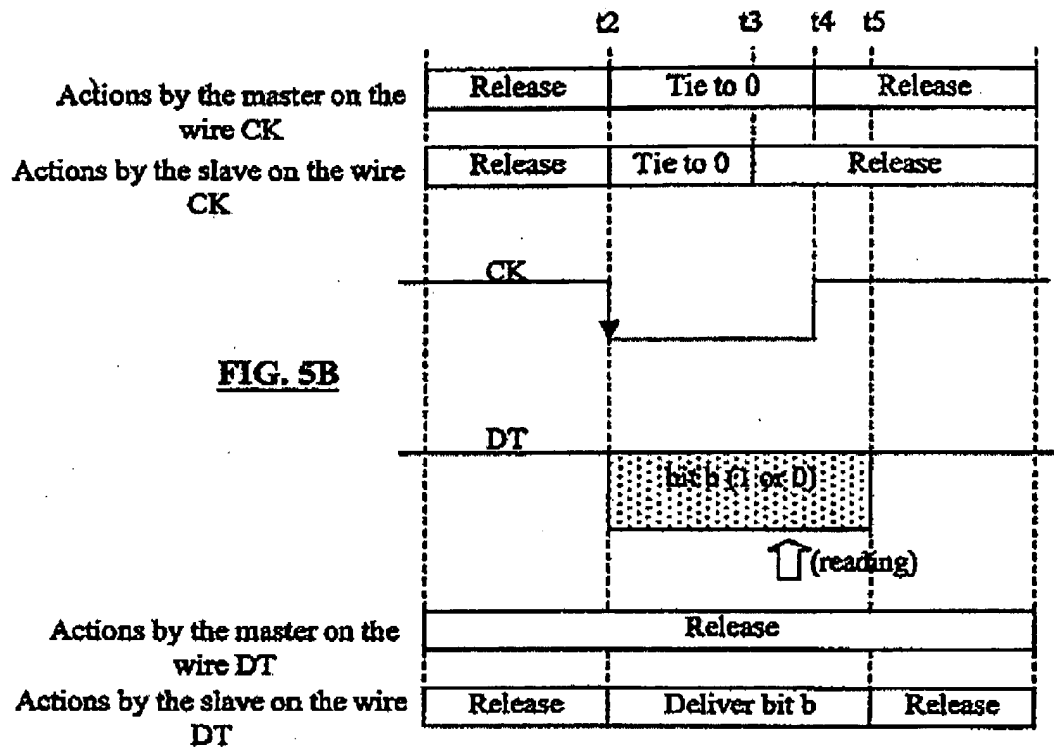 t2 t3 t4 t5
Actions by the master on the
wire CK
Release Tie to 0 Release
Actions by the slave on the wire
CK
Release Tie to 0 Release
CK
FIG. 5B
DT
bit b (1 or 0)
(reading)
Actions by the master on the
wire DT
Release
Actions by the slave on the wire
DT
Release Deliver bit b Release